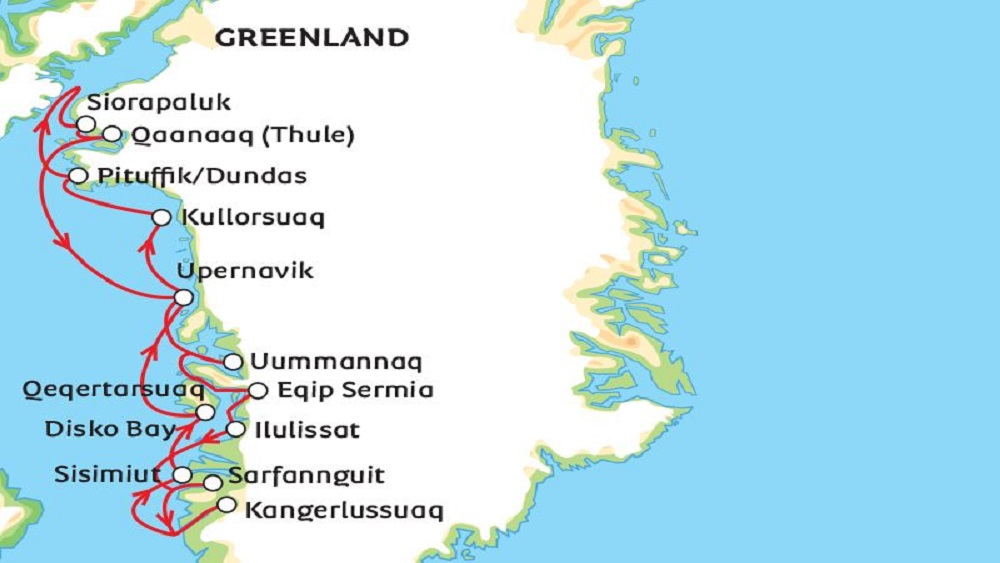 GREENLAND
Siorapaluk
Qaanaaq (Thule)
Pituffik/Dundas
Kullorsuaq
Upernavik
Uummannaq
Qeqertarsuaq
Eqip Sermia
Disko Bay
Ilulissat
Sisimiut
Sarfannguit
Kangerlussuaq